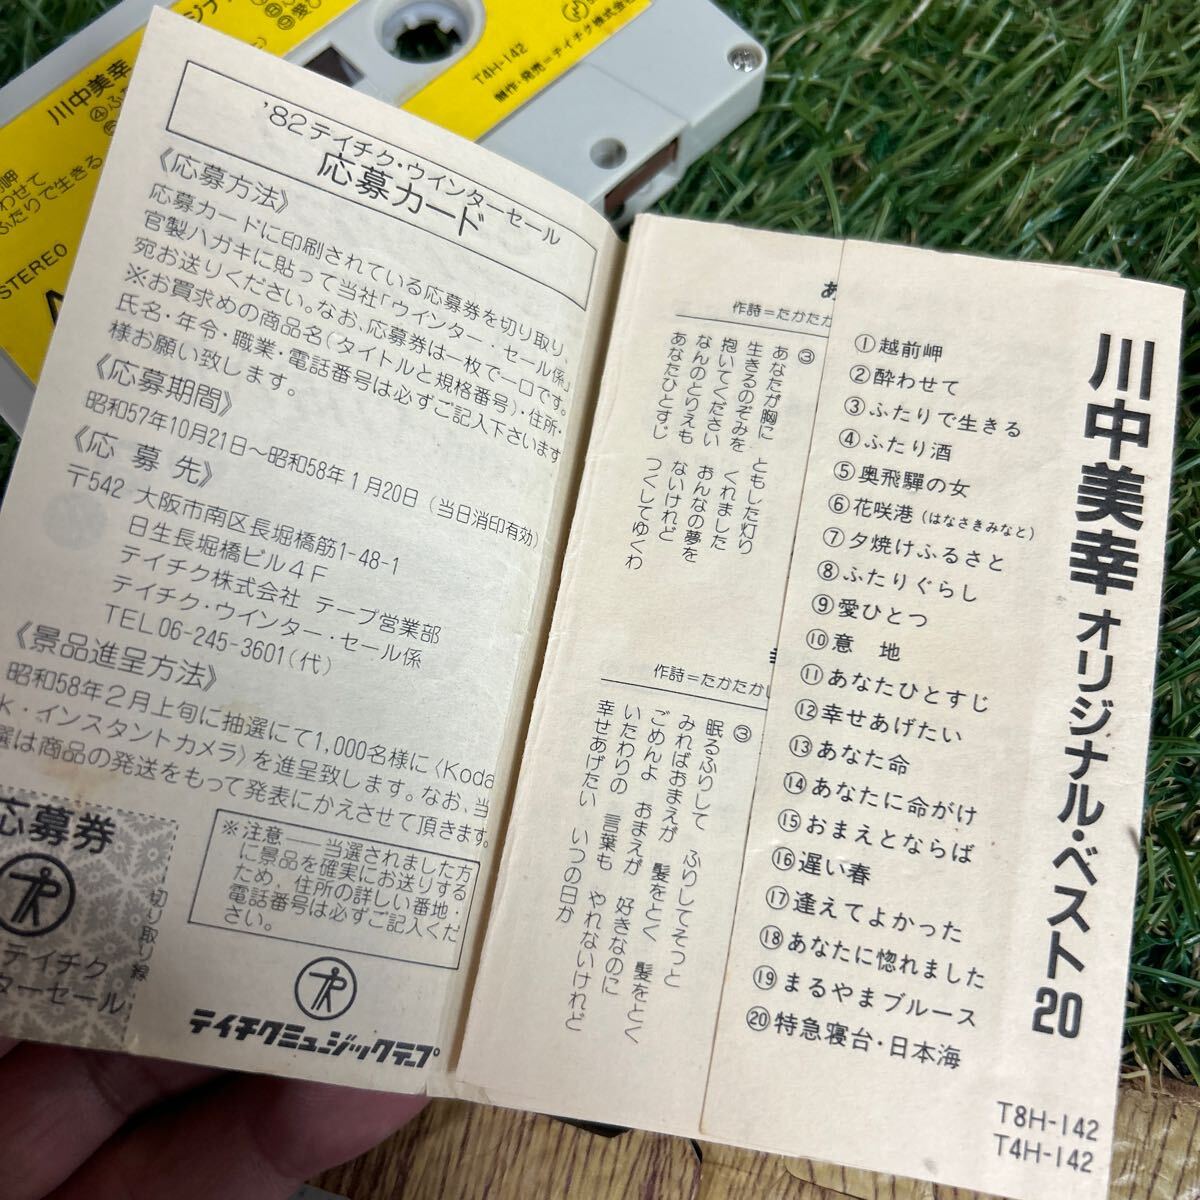 川中美幸
T4H-142
製作・発売=テイチク株式会社
わせて
ふたりで生きる
STEREO
'82テイチク・ウインターセール
応募カード
《応募方法》
応募カードに印刷されている応募券を切り取り、
官製ハガキに貼って当社「ウインター・セール係」
宛お送りください。なお、応募券は一枚で一口です。
※お買求めの商品名(タイトルと規格番号)・住所・
氏名・年令・職業・電話番号は必ずご記入下さいます
様お願い致します。
《応募期間》
昭和57年10月21日〜昭和58年1月20日(当日消印有効)
《応募先》
〒542 大阪市南区長堀橋筋1-48-1
日生長堀橋ビル4F
テイチク株式会社 テープ営業部
テイチク・ウインター・セール係
TEL.06-245-3601(代)
《景品進呈方法》
昭和58年2月上旬に抽選にて1,000名様に〈Koda
k・インスタントカメラ〉を進呈致します。なお、当
選は商品の発送をもって発表にかえさせて頂きます。
※注意――当選されました方
に景品を確実にお送りする
ため、住所の詳しい番地・
電話番号は必ずご記入くだ
さい。
応募券
切り取り線
テイチク
ターセール
テイチクミュージックテープ
あ
作詩=たかたか
③
あなたが胸に ともした灯り
生きるのぞみを くれました
抱いてください おんなの夢を
なんのとりえも ないけれど
あなたひとすじ つくしてゆくわ
作詩=たかたかし
③
眠るふりして ふりしてそっと
みればおまえが 髪をとく
ごめんよ おまえが 好きなのに
いたわりの 言葉も やれないけれど
幸せあげたい いつの日か
川中美幸 オリジナル・ベスト20
①越前岬
②酔わせて
③ふたりで生きる
④ふたり酒
⑤奥飛驒の女
⑥花咲港(はなさきみなと)
⑦夕焼けふるさと
⑧ふたりぐらし
⑨愛ひとつ
⑩意 地
⑪あなたひとすじ
⑫幸せあげたい
⑬あなた命
⑭あなたに命がけ
⑮おまえとならば
⑯遅い春
⑰逢えてよかった
⑱あなたに惚れました
⑲まるやまブルース
⑳特急寝台・日本海
T8H-142
T4H-142